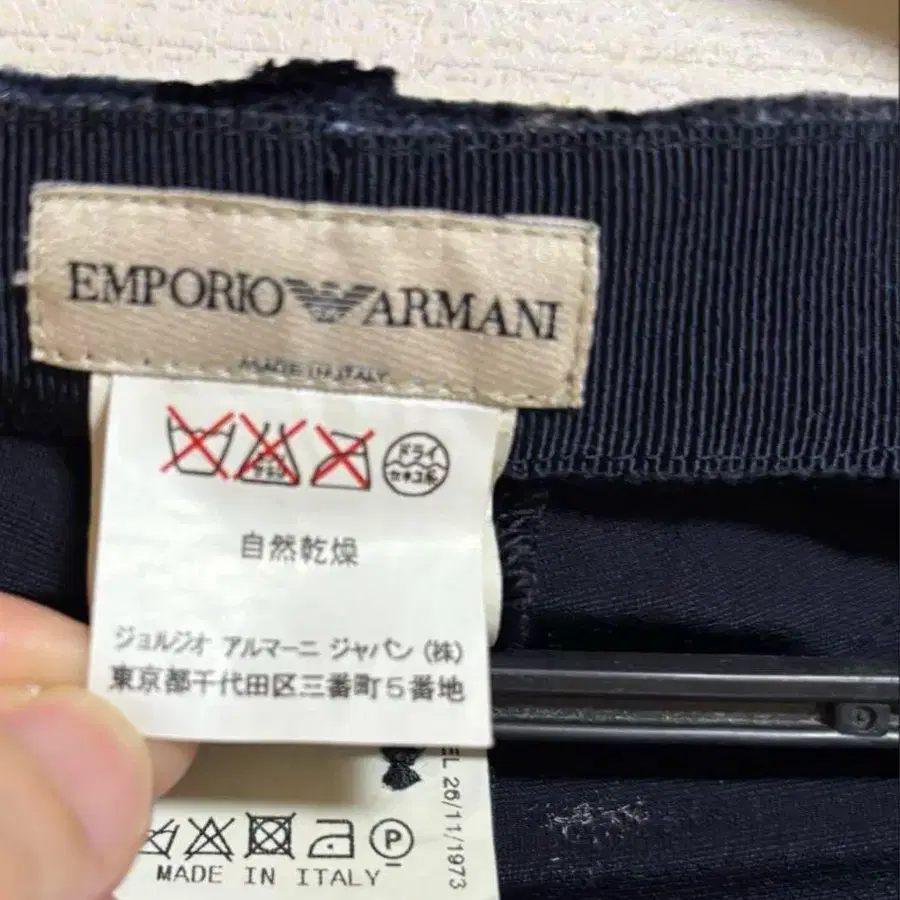 EMPORIO ARMANI
MADE IN ITALY
ドライ
セキユ系
自然乾燥
ジョルジオ アルマーニ ジャパン (株)
東京都千代田区三番町5番地
EL 26/11/1973
P
MADE IN ITALY